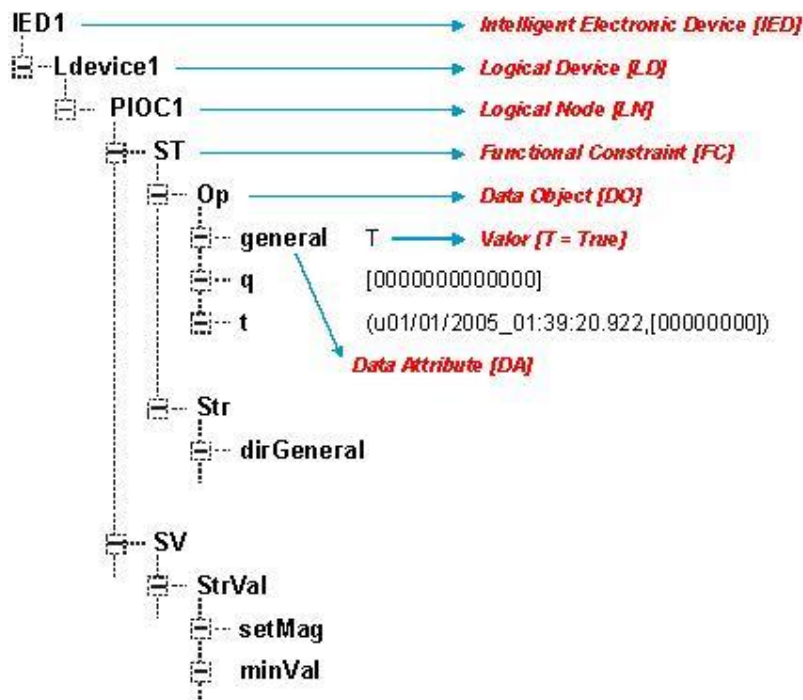 IED1 Intelligent Electronic Device [IED]
Ldevice1 Logical Device [LD]
PIOC1 Logical Node [LN]
ST Functional Constraint [FC]
Op Data Object [DO]
general T Valor [T = True]
q [0000000000000]
t (u01/01/2005_01:39:20.922,[00000000])
Data Attribute [DA]
Str
dirGeneral
SV
StrVal
setMag
minVal